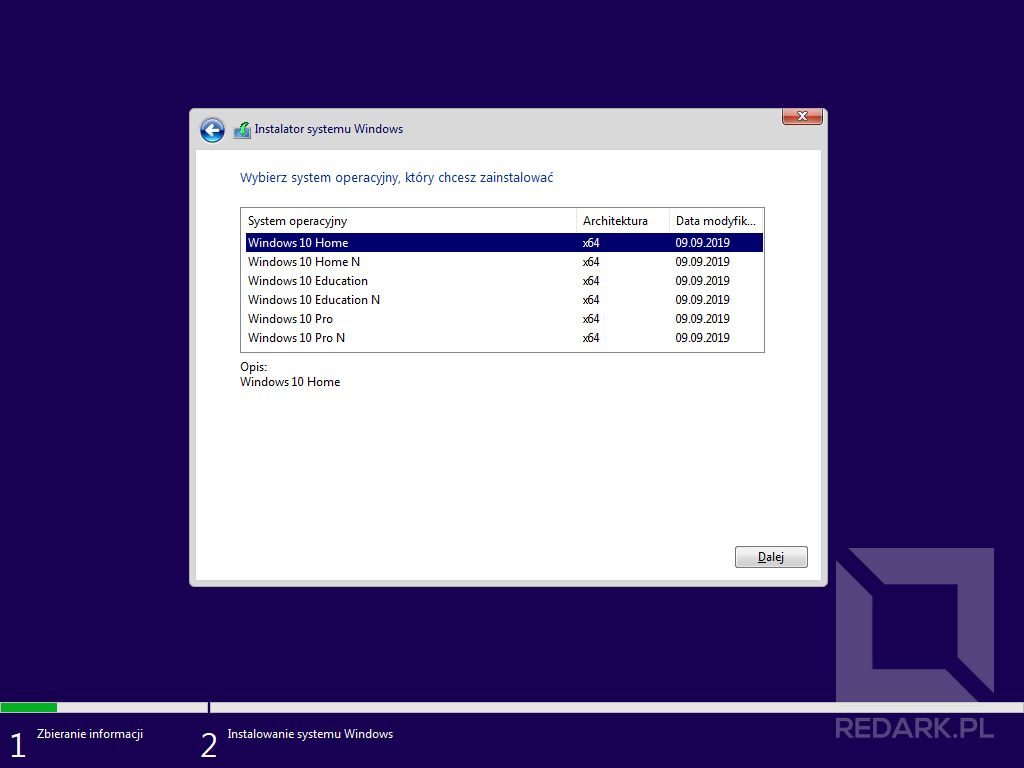 Instalator systemu Windows
Wybierz system operacyjny, który chcesz zainstalować
System operacyjny Architektura Data modyfik...
Windows 10 Home x64 09.09.2019
Windows 10 Home N x64 09.09.2019
Windows 10 Education x64 09.09.2019
Windows 10 Education N x64 09.09.2019
Windows 10 Pro x64 09.09.2019
Windows 10 Pro N x64 09.09.2019
Opis:
Windows 10 Home
Dalej
REDARK.PL
1 Zbieranie informacji 2 Instalowanie systemu Windows